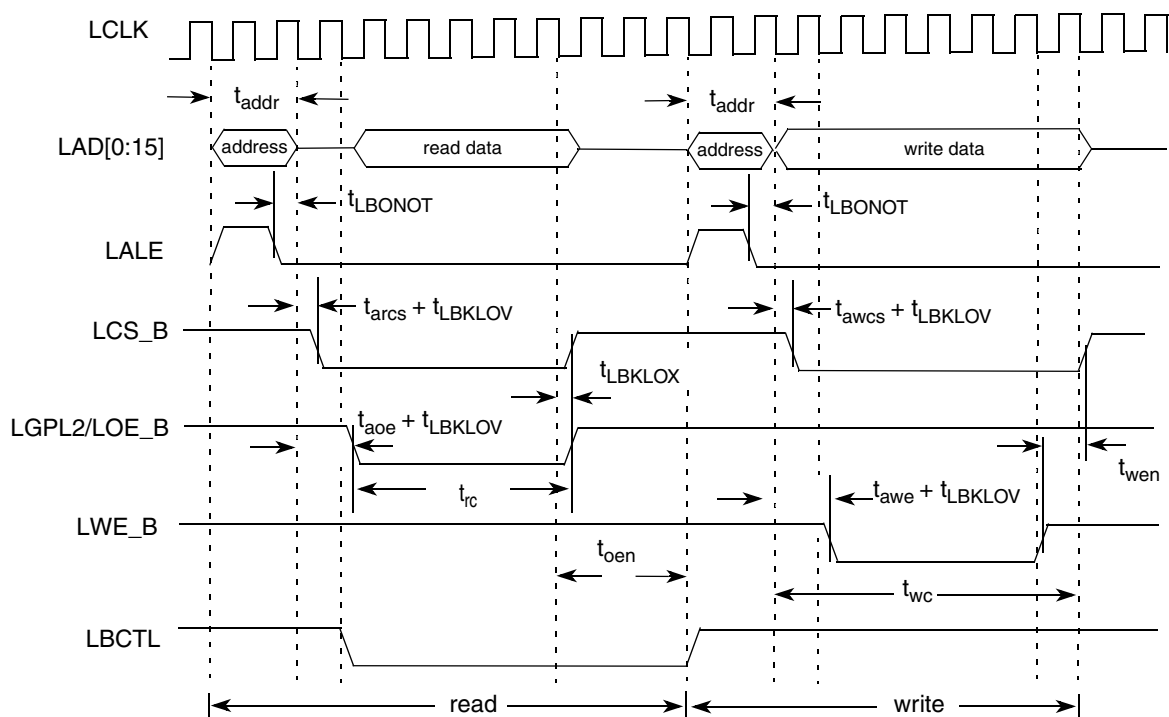 LCLK
t_addr t_addr
LAD[0:15] address read data address write data
t_LBONOT t_LBONOT
LALE
t_arcs + t_LBKLOV t_awcs + t_LBKLOV
LCS_B
t_LBKLOX
t_aoe + t_LBKLOV
LGPL2/LOE_B
t_wen
t_rc t_awe + t_LBKLOV
LWE_B
t_oen
t_wc
LBCTL
read write